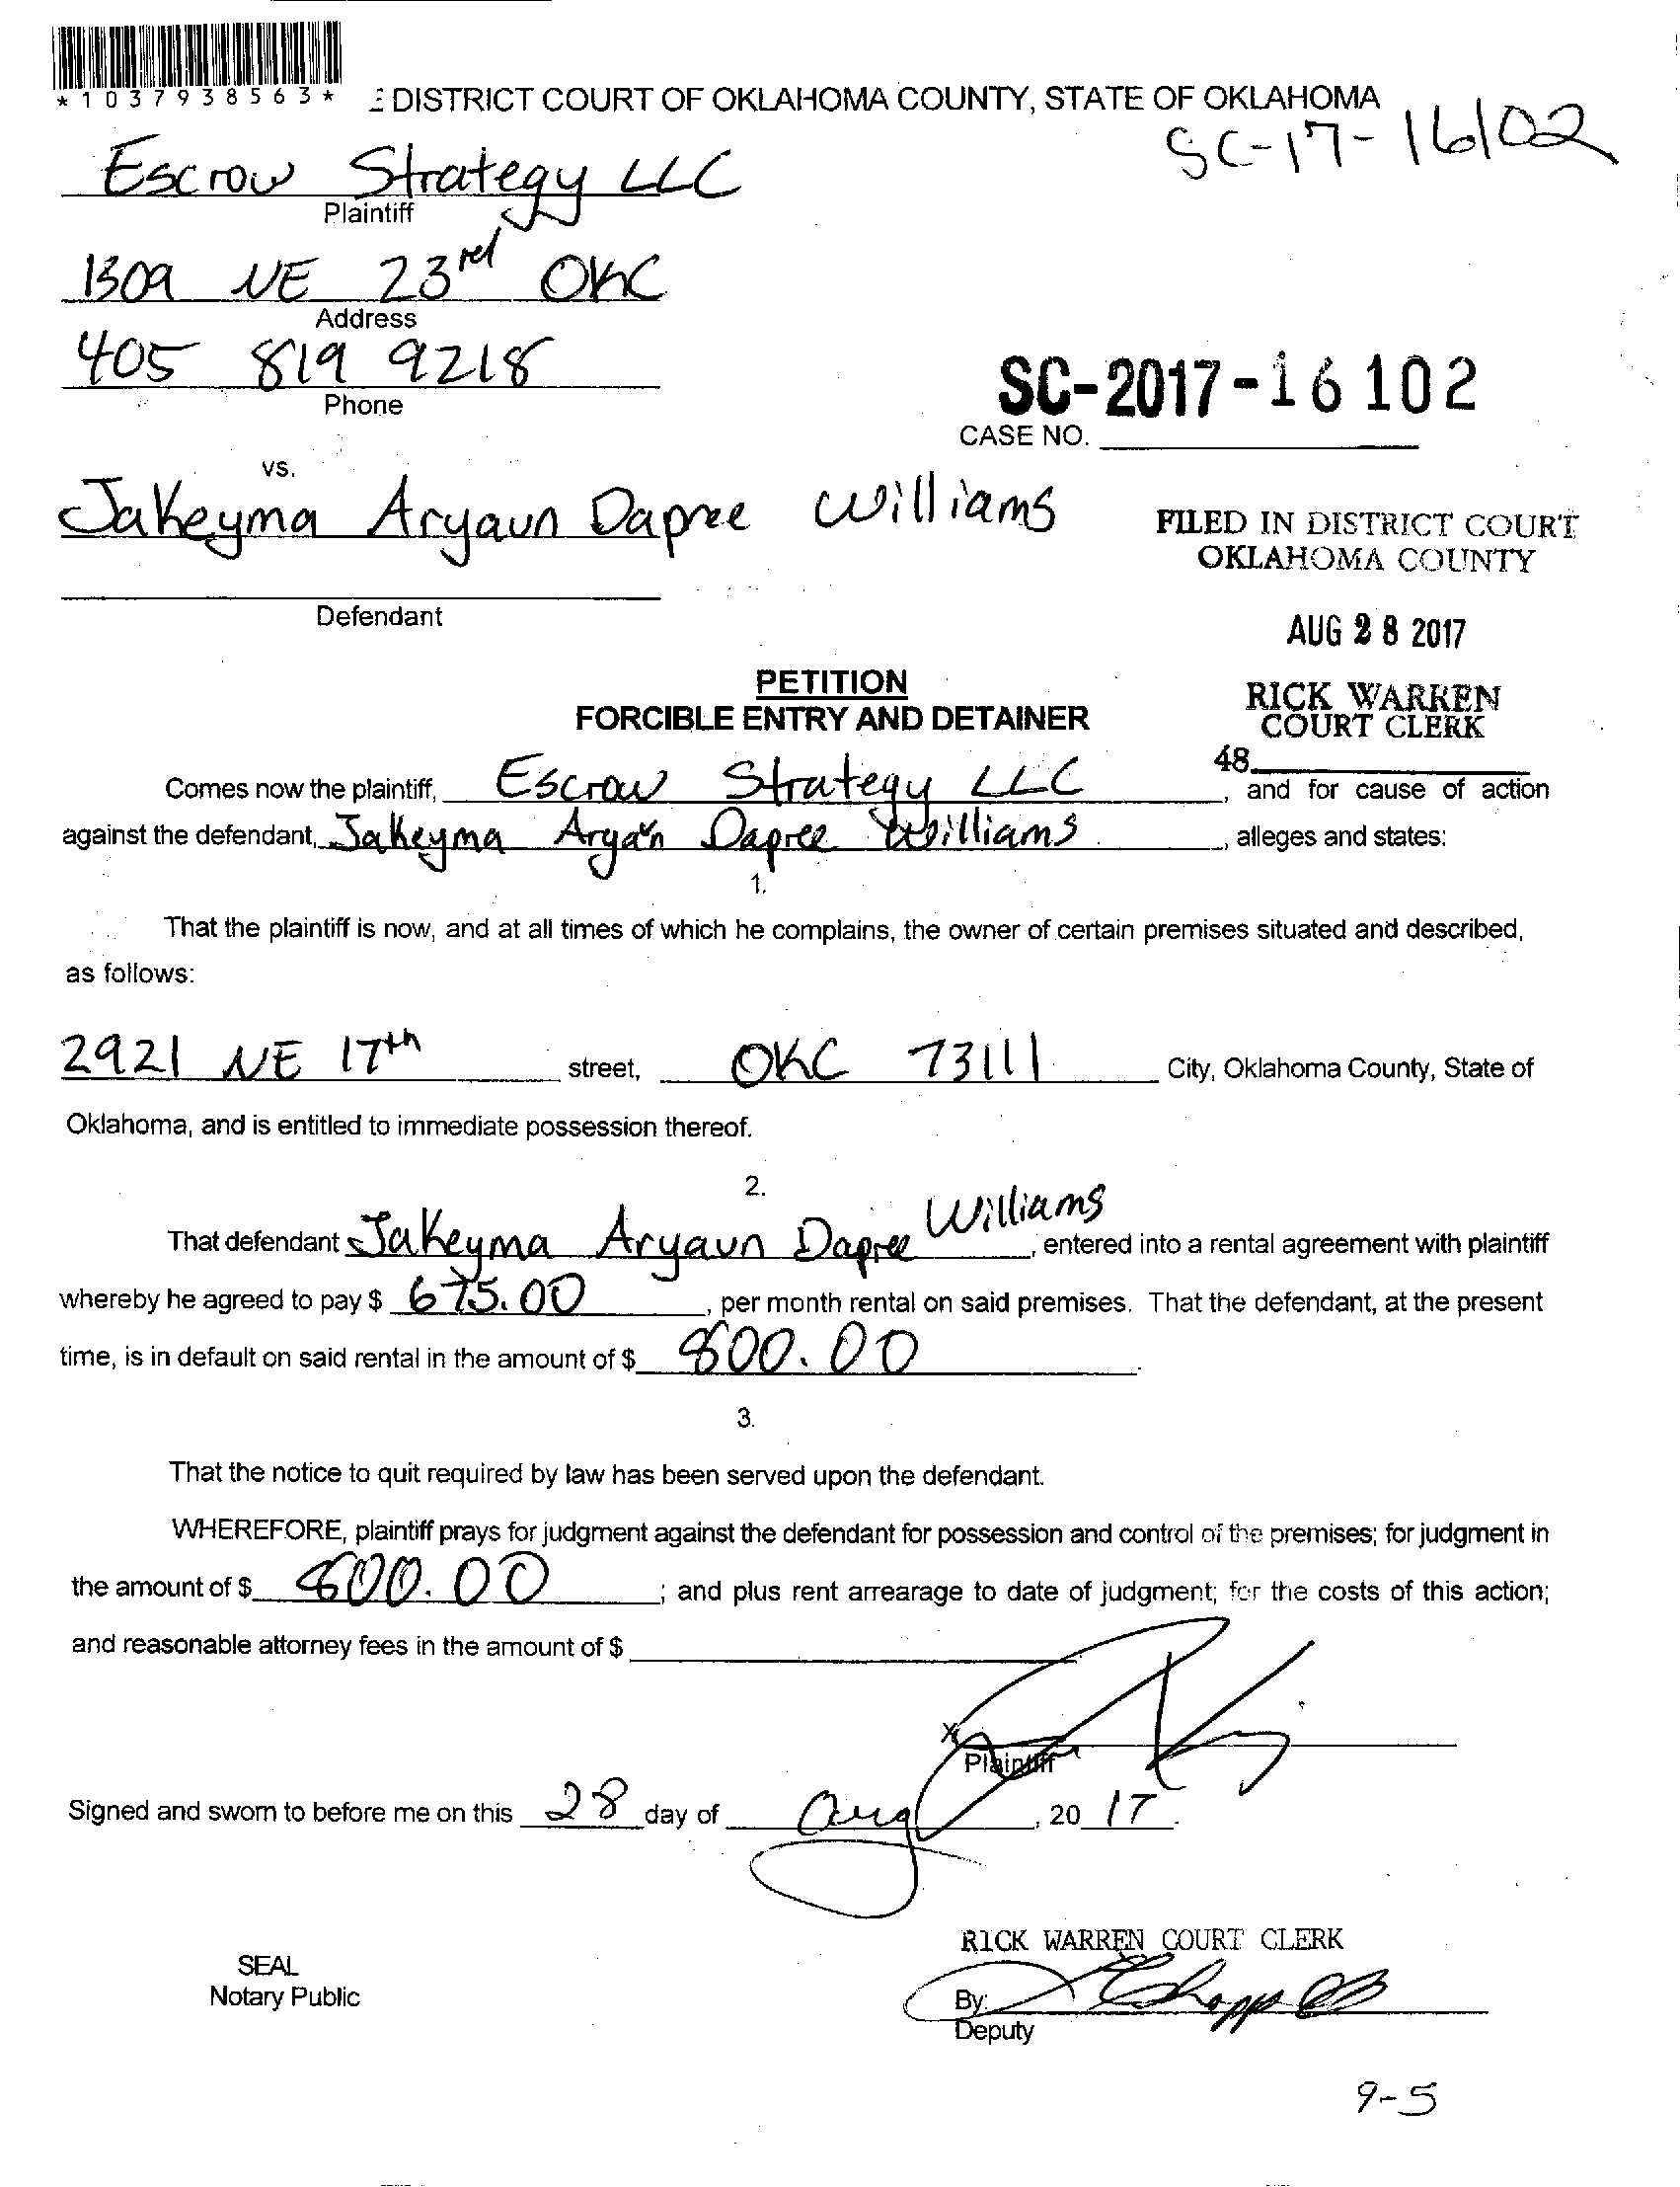 *1037938563*
E DISTRICT COURT OF OKLAHOMA COUNTY, STATE OF OKLAHOMA
SC-17-16102
Escrow Strategy LLC
Plaintiff
1309 NE 23rd OKC
Address
405 819 9218
Phone
SC-2017-16102
CASE NO.
vs.
Jakeyma Aryaun Dapree Williams
Defendant
FILED IN DISTRICT COURT
OKLAHOMA COUNTY
AUG 28 2017
RICK WARREN
COURT CLERK
48
PETITION
FORCIBLE ENTRY AND DETAINER
Comes now the plaintiff, Escrow Strategy LLC, and for cause of action
against the defendant, Jakeyma Aryaun Dapree Williams, alleges and states:
1.
That the plaintiff is now, and at all times of which he complains, the owner of certain premises situated and described,
as follows:
2921 NE 17th street, OKC 73111 City, Oklahoma County, State of
Oklahoma, and is entitled to immediate possession thereof.
2.
That defendant Jakeyma Aryaun Dapree Williams, entered into a rental agreement with plaintiff
whereby he agreed to pay $ 675.00, per month rental on said premises. That the defendant, at the present
time, is in default on said rental in the amount of $ 800.00.
3.
That the notice to quit required by law has been served upon the defendant.
WHEREFORE, plaintiff prays for judgment against the defendant for possession and control of the premises; for judgment in
the amount of $ 800.00; and plus rent arrearage to date of judgment; for the costs of this action;
and reasonable attorney fees in the amount of $
X
Plaintiff
Signed and sworn to before me on this 28 day of Aug, 20 17.
RICK WARREN COURT CLERK
SEAL
Notary Public
By:
Deputy
9-5